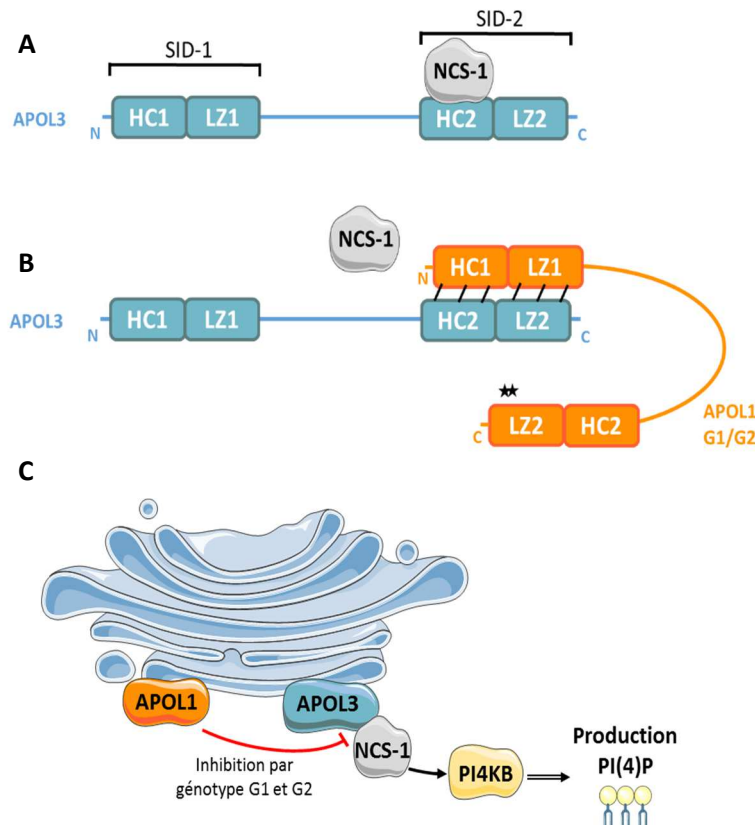 A
SID-1
SID-2
NCS-1
APOL3
N
HC1
LZ1
HC2
LZ2
C
B
NCS-1
N
HC1
LZ1
APOL3
N
HC1
LZ1
HC2
LZ2
C
C
LZ2
HC2
APOL1
G1/G2
C
APOL1
APOL3
NCS-1
Inhibition par
génotype G1 et G2
PI4KB
Production
PI(4)P